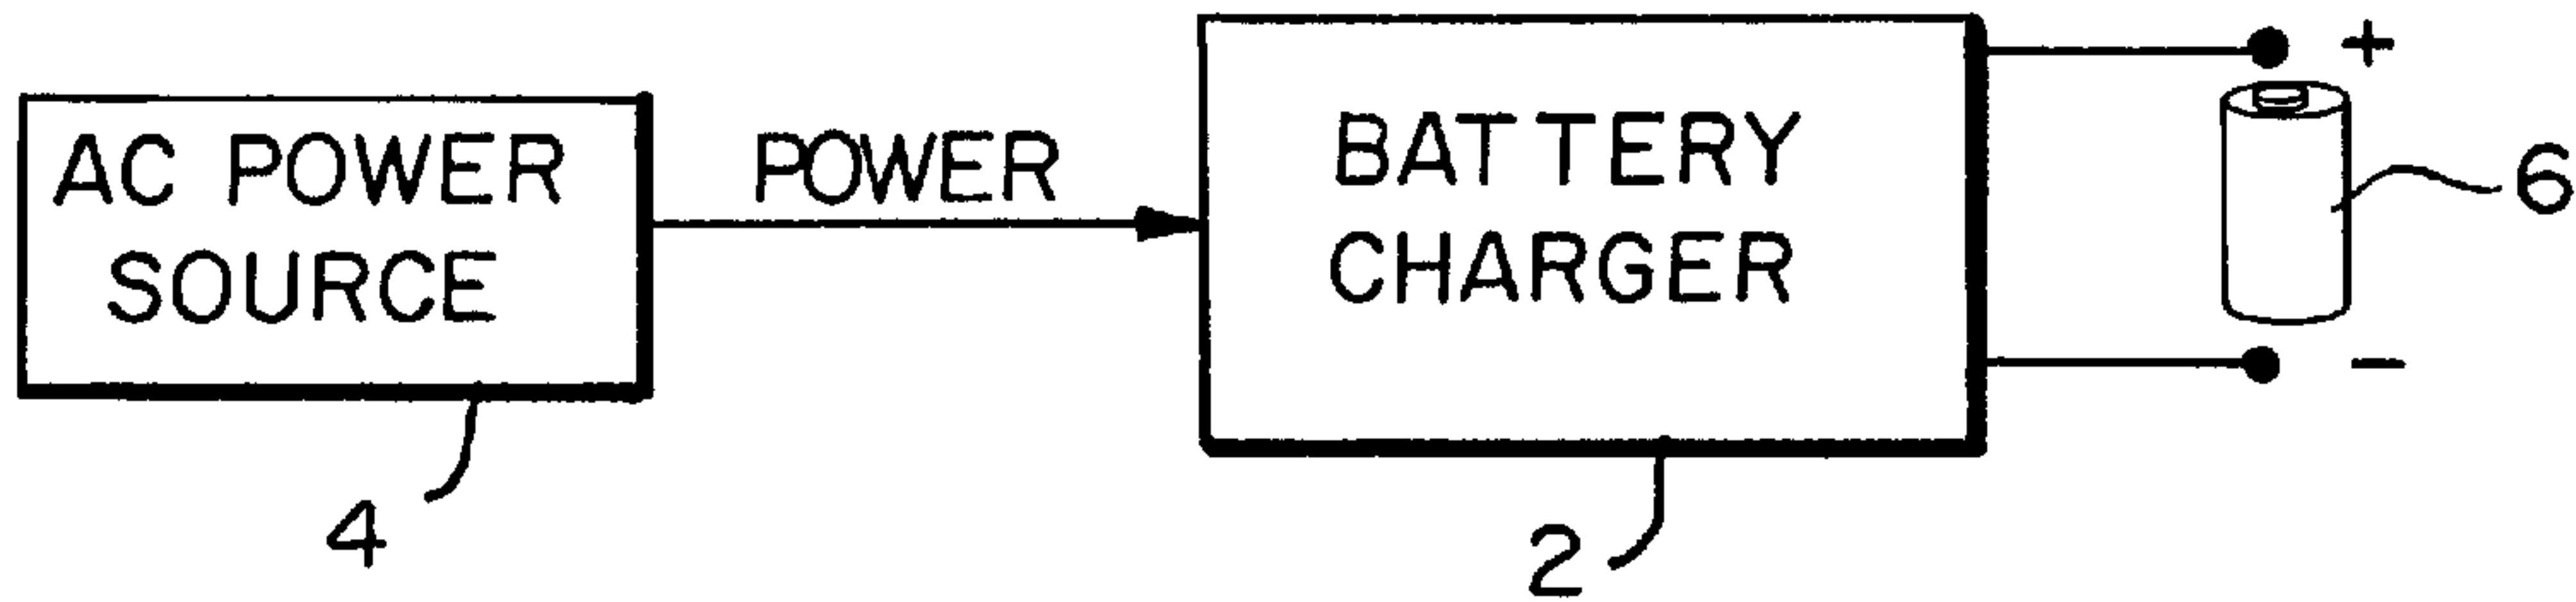 AC POWER
SOURCE
POWER
BATTERY
CHARGER
+
-
4
2
6